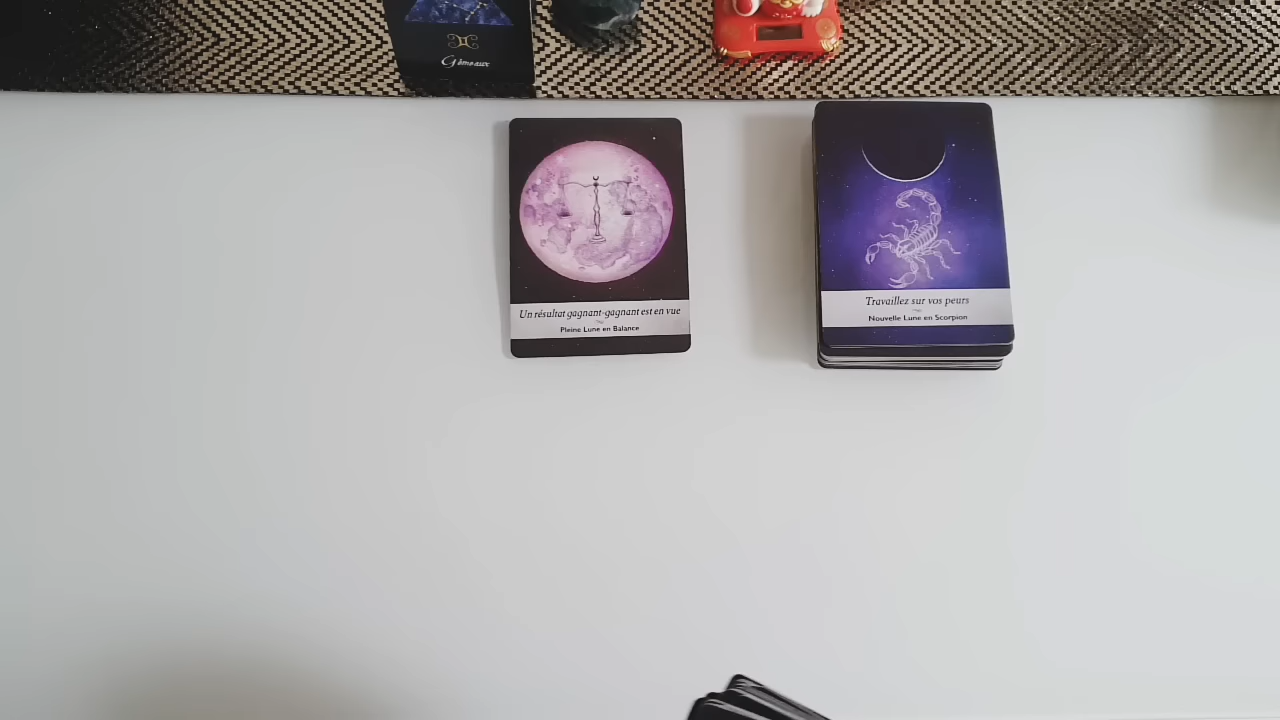 Gémeaux
Un résultat gagnant-gagnant est en vue
Pleine Lune en Balance
Travaillez sur vos peurs
Nouvelle Lune en Scorpion